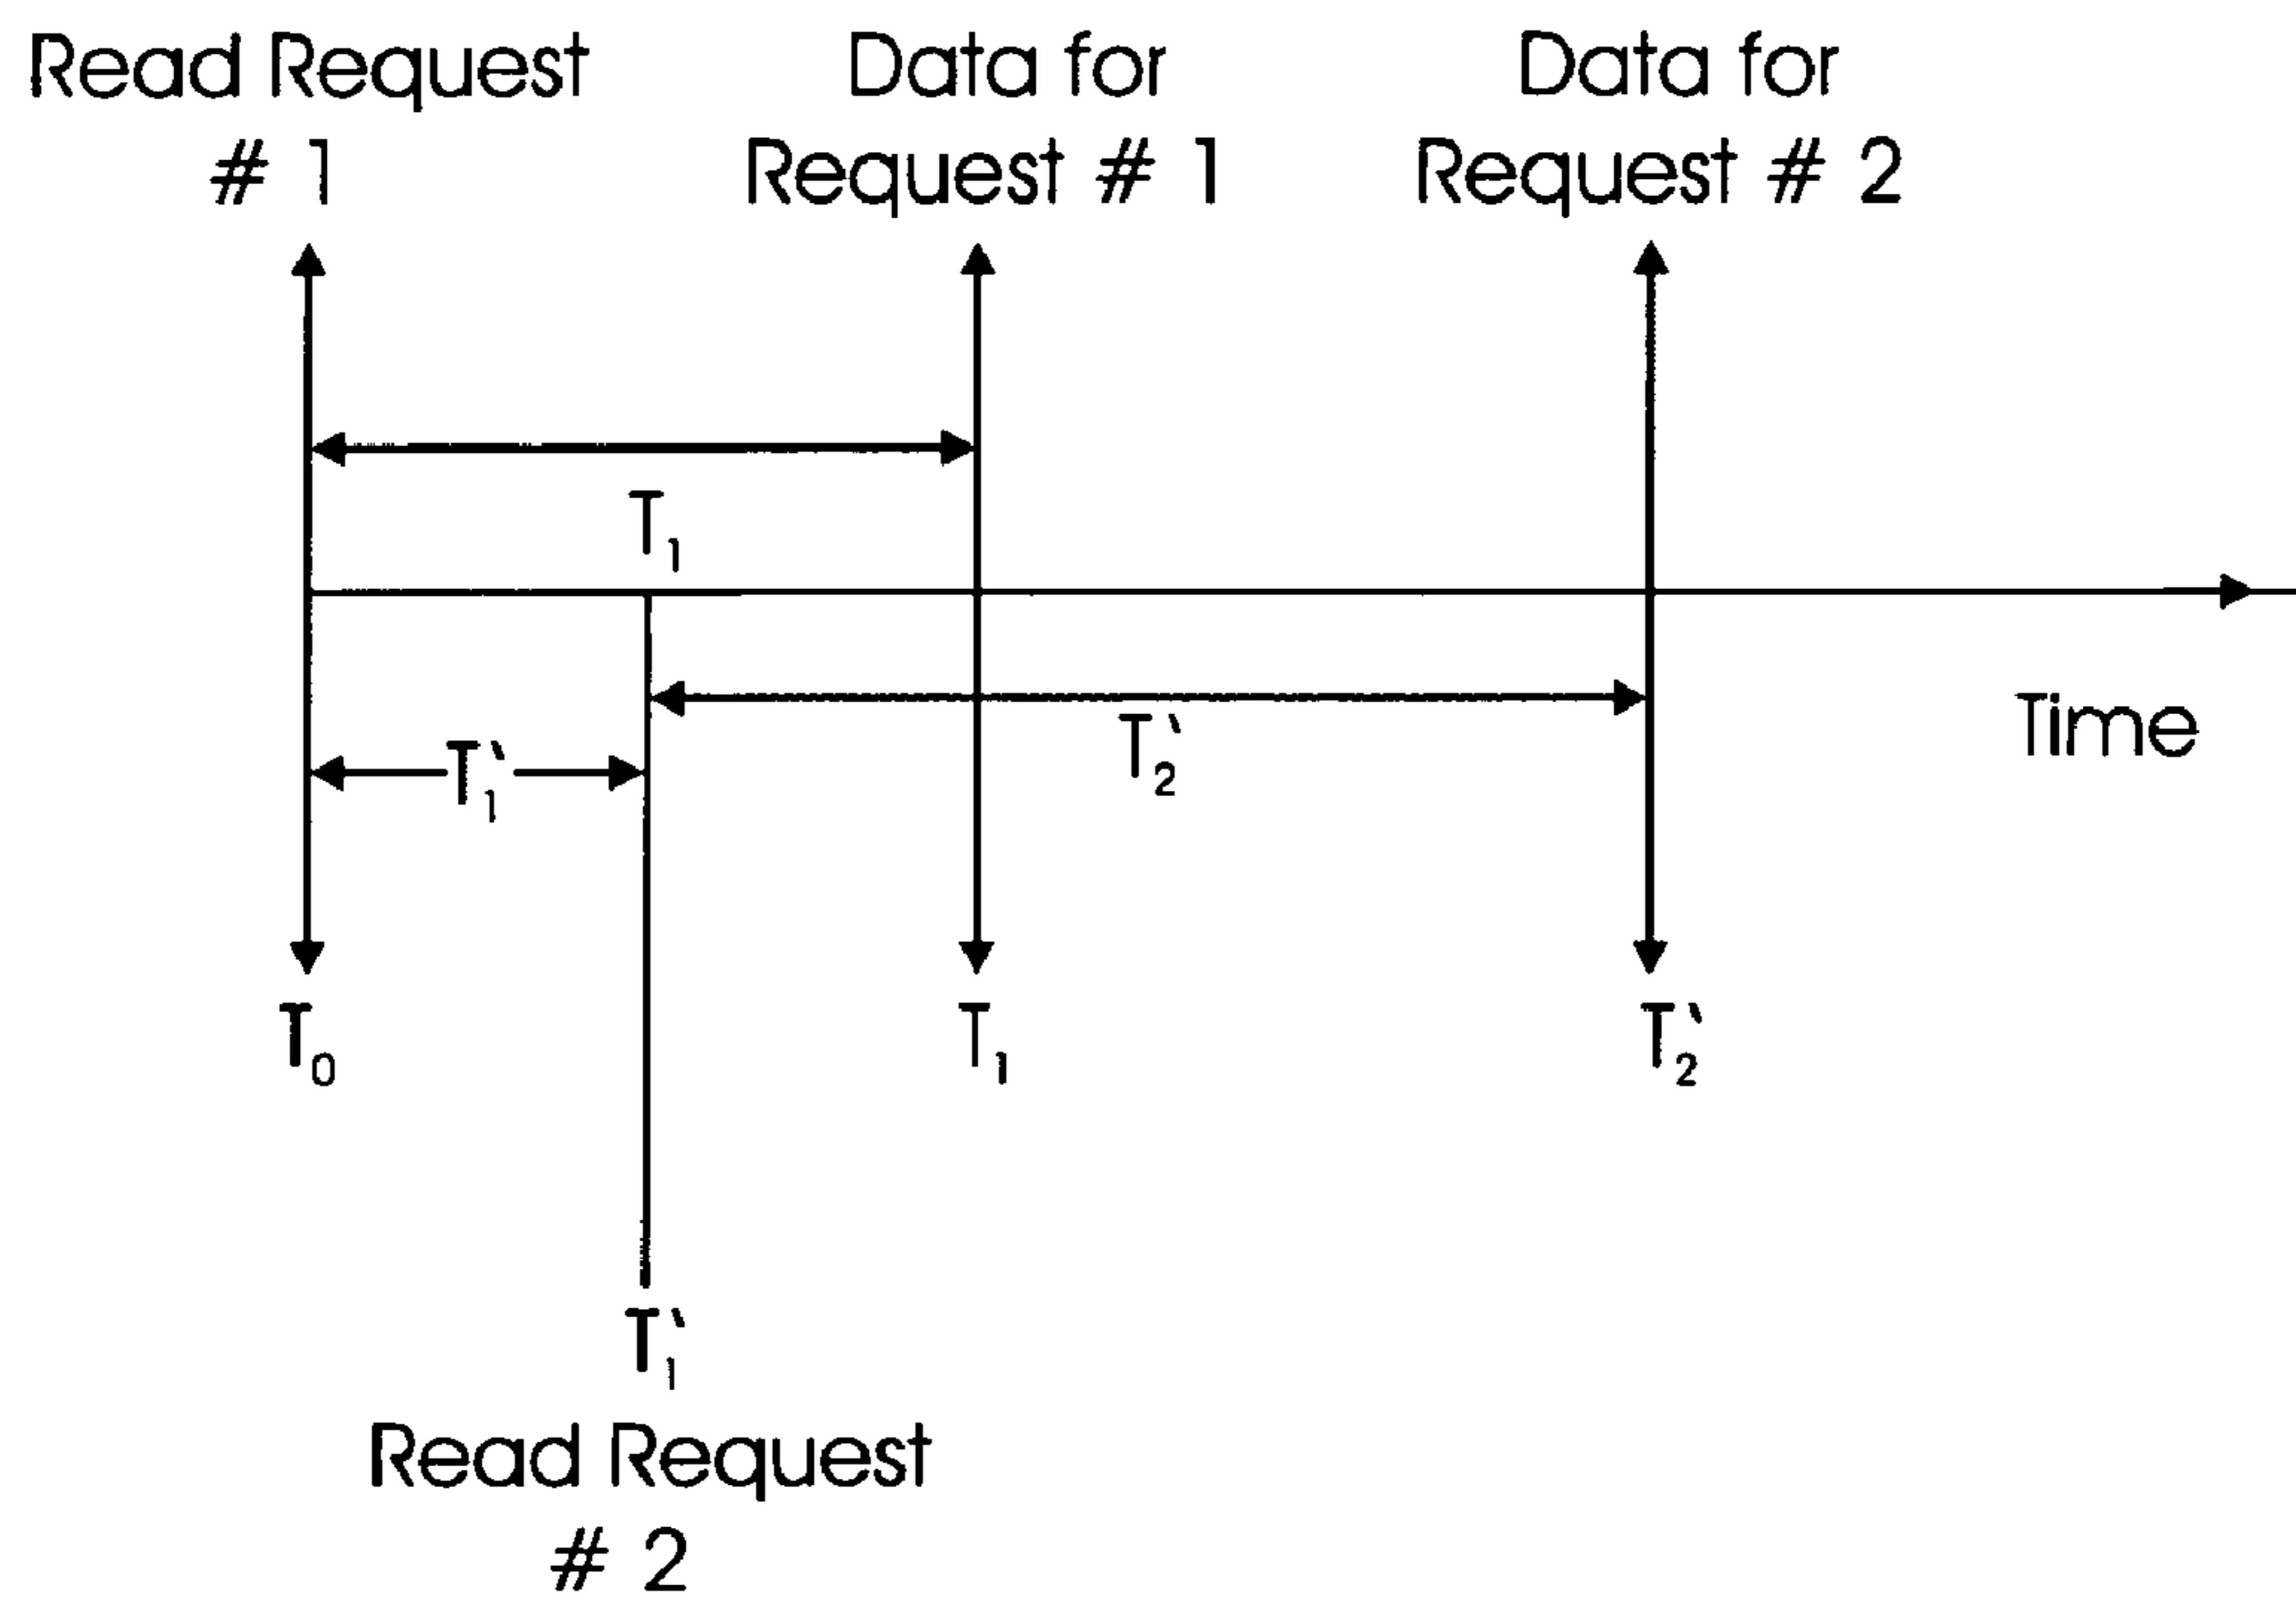 Read Request
# 1
Data for
Request # 1
Data for
Request # 2
T₁
T₂`
Time
T₁`
T₀
T₁
T₂`
T₁`
Read Request
# 2